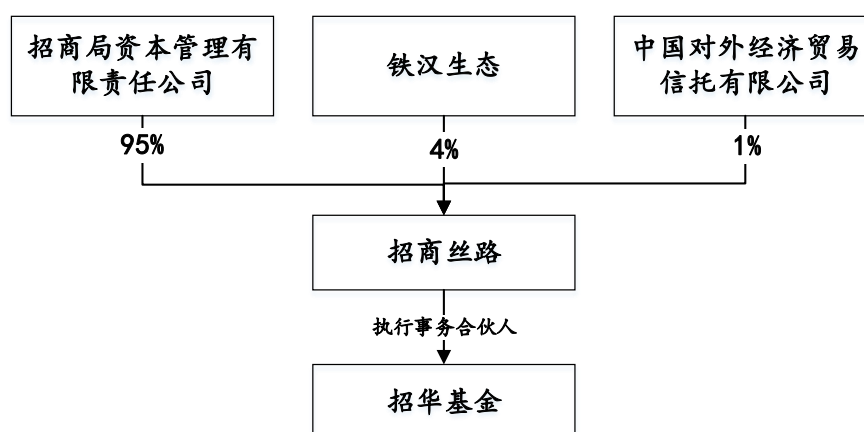 招商局资本管理有
限责任公司
铁汉生态
中国对外经济贸易
信托有限公司
95%
4%
1%
招商丝路
执行事务合伙人
招华基金